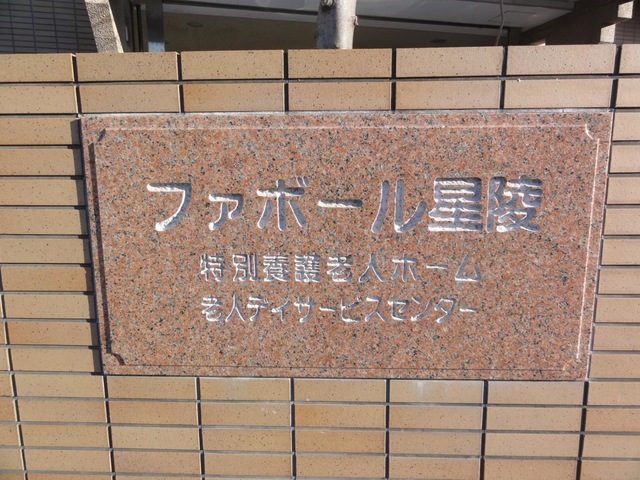 ファボール星陵
特別養護老人ホーム
老人デイサービスセンター